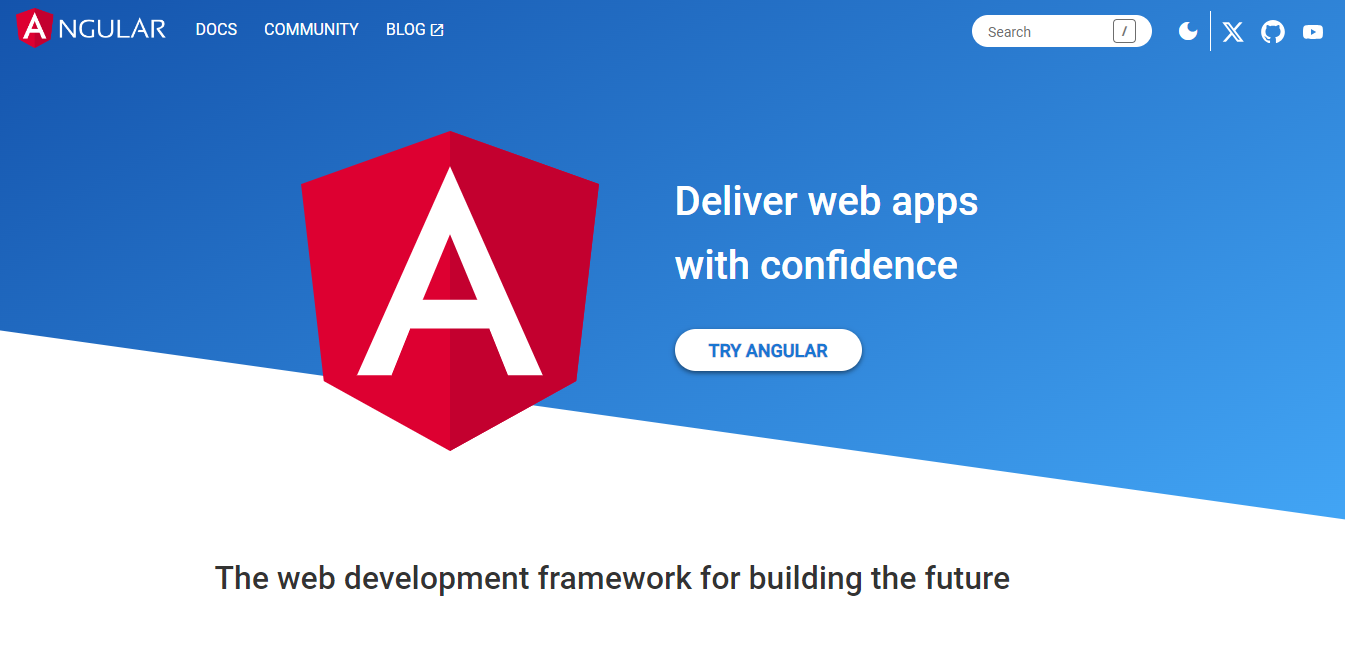 ANGULAR
DOCS
COMMUNITY
BLOG
Search
/
A
Deliver web apps
with confidence
TRY ANGULAR
The web development framework for building the future